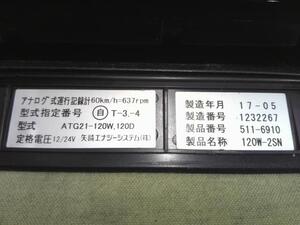 アナログ式運行記録計60km/h=637rpm
型式指定番号 ㊀自 T-3,-4
型式 ATG21-120W,120D
定格電圧 12/24V 矢崎エナジーシステム(株)
製造年月 17-05
製造番号 1232267
製品番号 511-6910
製品名称 120W-2SN